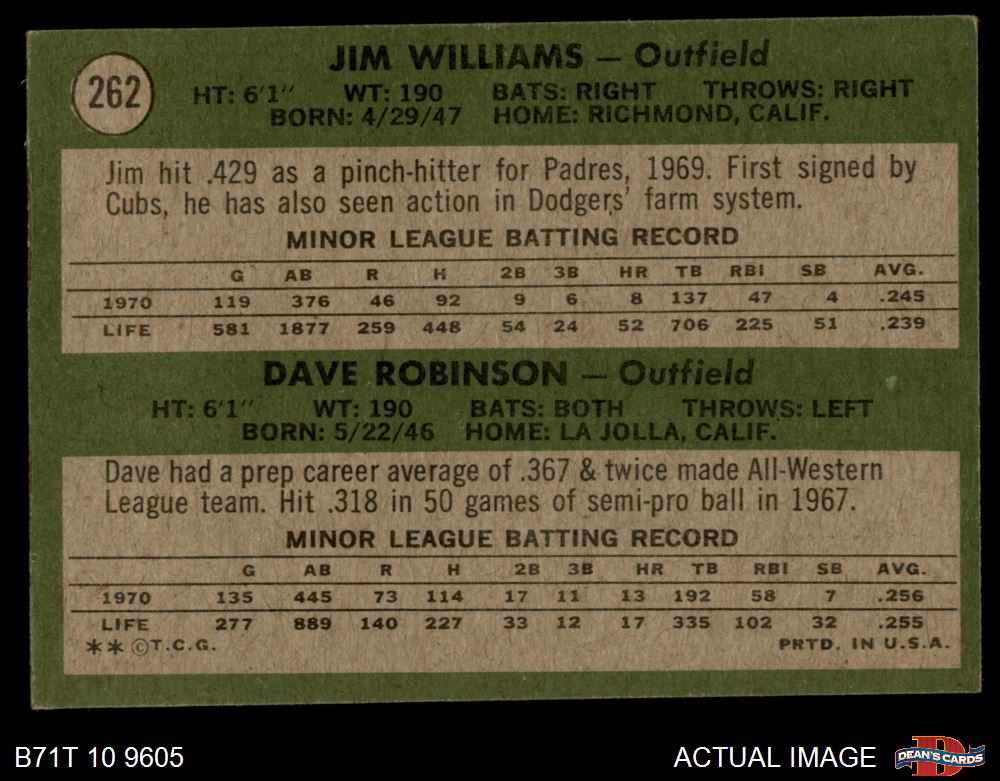 262
JIM WILLIAMS — Outfield
HT: 6'1" WT: 190 BATS: RIGHT THROWS: RIGHT
BORN: 4/29/47 HOME: RICHMOND, CALIF.
Jim hit .429 as a pinch-hitter for Padres, 1969. First signed by
Cubs, he has also seen action in Dodgers' farm system.
MINOR LEAGUE BATTING RECORD
G AB R H 2B 3B HR TB RBI SB AVG.
1970 119 376 46 92 9 6 8 137 47 4 .245
LIFE 581 1877 259 448 54 24 52 706 225 51 .239
DAVE ROBINSON — Outfield
HT: 6'1" WT: 190 BATS: BOTH THROWS: LEFT
BORN: 5/22/46 HOME: LA JOLLA, CALIF.
Dave had a prep career average of .367 & twice made All-Western
League team. Hit .318 in 50 games of semi-pro ball in 1967.
MINOR LEAGUE BATTING RECORD
G AB R H 2B 3B HR TB RBI SB AVG.
1970 135 445 73 114 17 11 13 192 58 7 .256
LIFE 277 889 140 227 33 12 17 335 102 32 .255
** ©T.C.G. PRTD. IN U.S.A.
B71T 10 9605 ACTUAL IMAGE D DEAN'S CARDS